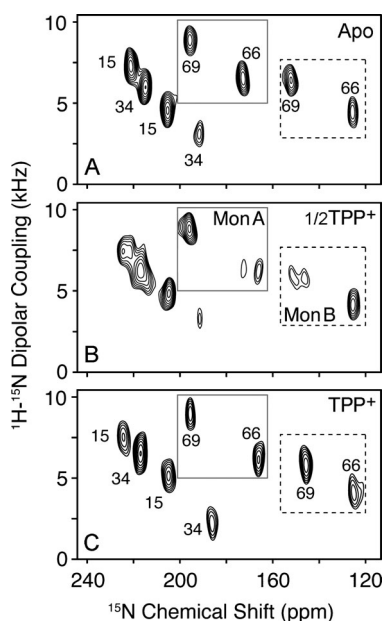 10
Apo
15
69
66
5
34
15
69
66
34
A
0
10
Mon A
1/2TPP+
5
Mon B
B
0
10
TPP+
15
69
66
5
34
15
69
66
34
C
0
240 200 160 120
¹⁵N Chemical Shift (ppm)
¹H-¹⁵N Dipolar Coupling (kHz)